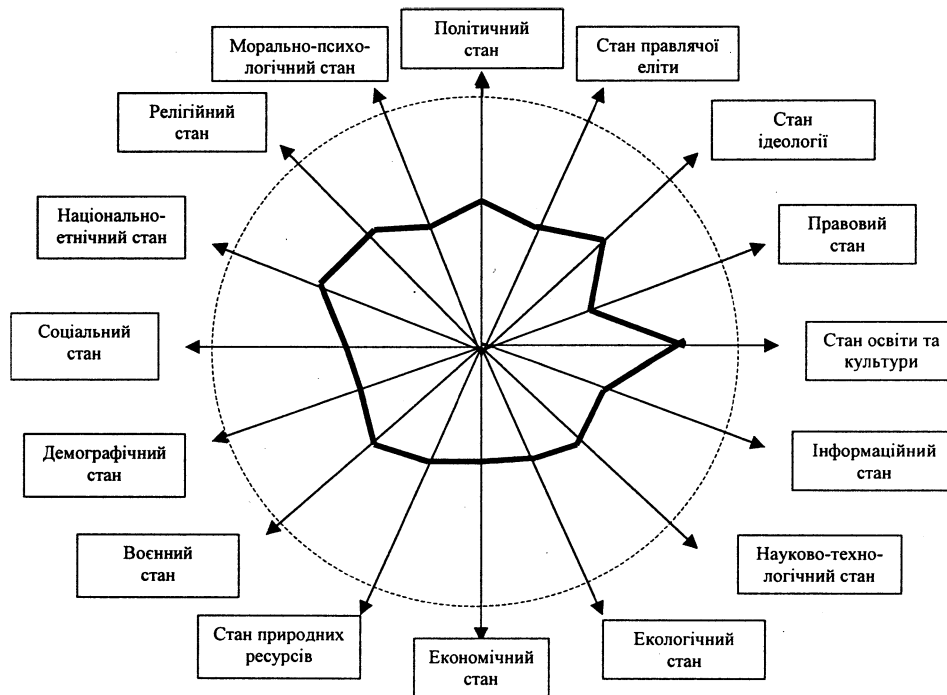 Політичний
стан
Стан правлячої
еліти
Стан
ідеології
Правовий
стан
Стан освіти та
культури
Інформаційний
стан
Науково-техно-
логічний стан
Екологічний
стан
Економічний
стан
Стан природних
ресурсів
Воєнний
стан
Демографічний
стан
Соціальний
стан
Національно-
етнічний стан
Релігійний
стан
Морально-психо-
логічний стан